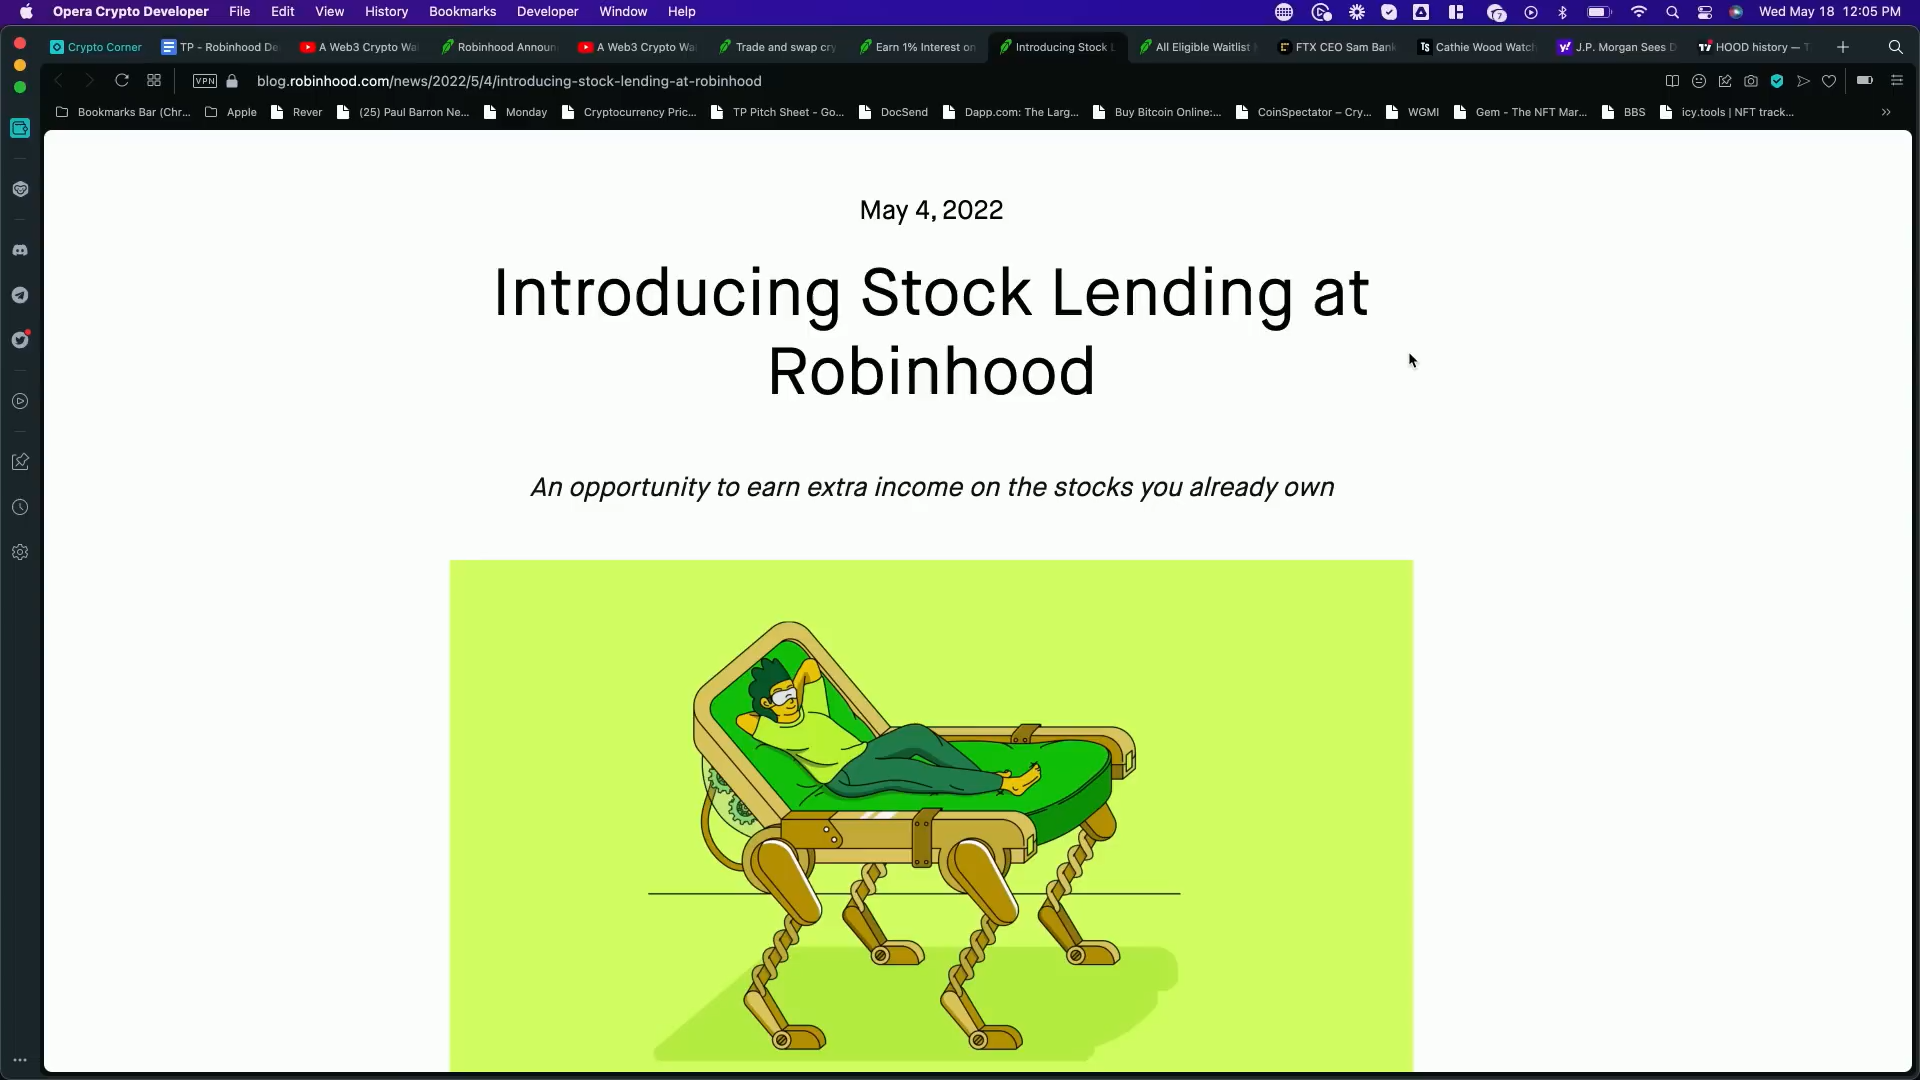 Opera Crypto Developer File Edit View History Bookmarks Developer Window Help 7 Wed May 18 12:05 PM
Crypto Corner TP - Robinhood De A Web3 Crypto Wa Robinhood Announ A Web3 Crypto Wa Trade and swap cry Earn 1% Interest on Introducing Stock L All Eligible Waitlist FTX CEO Sam Bank Cathie Wood Watch J.P. Morgan Sees D HOOD history — T
VPN blog.robinhood.com/news/2022/5/4/introducing-stock-lending-at-robinhood
Bookmarks Bar (Chr... Apple Rever (25) Paul Barron Ne... Monday Cryptocurrency Pric... TP Pitch Sheet - Go... DocSend Dapp.com: The Larg... Buy Bitcoin Online:... CoinSpectator – Cry... WGMI Gem - The NFT Mar... BBS icy.tools | NFT track...
May 4, 2022
Introducing Stock Lending at
Robinhood
An opportunity to earn extra income on the stocks you already own